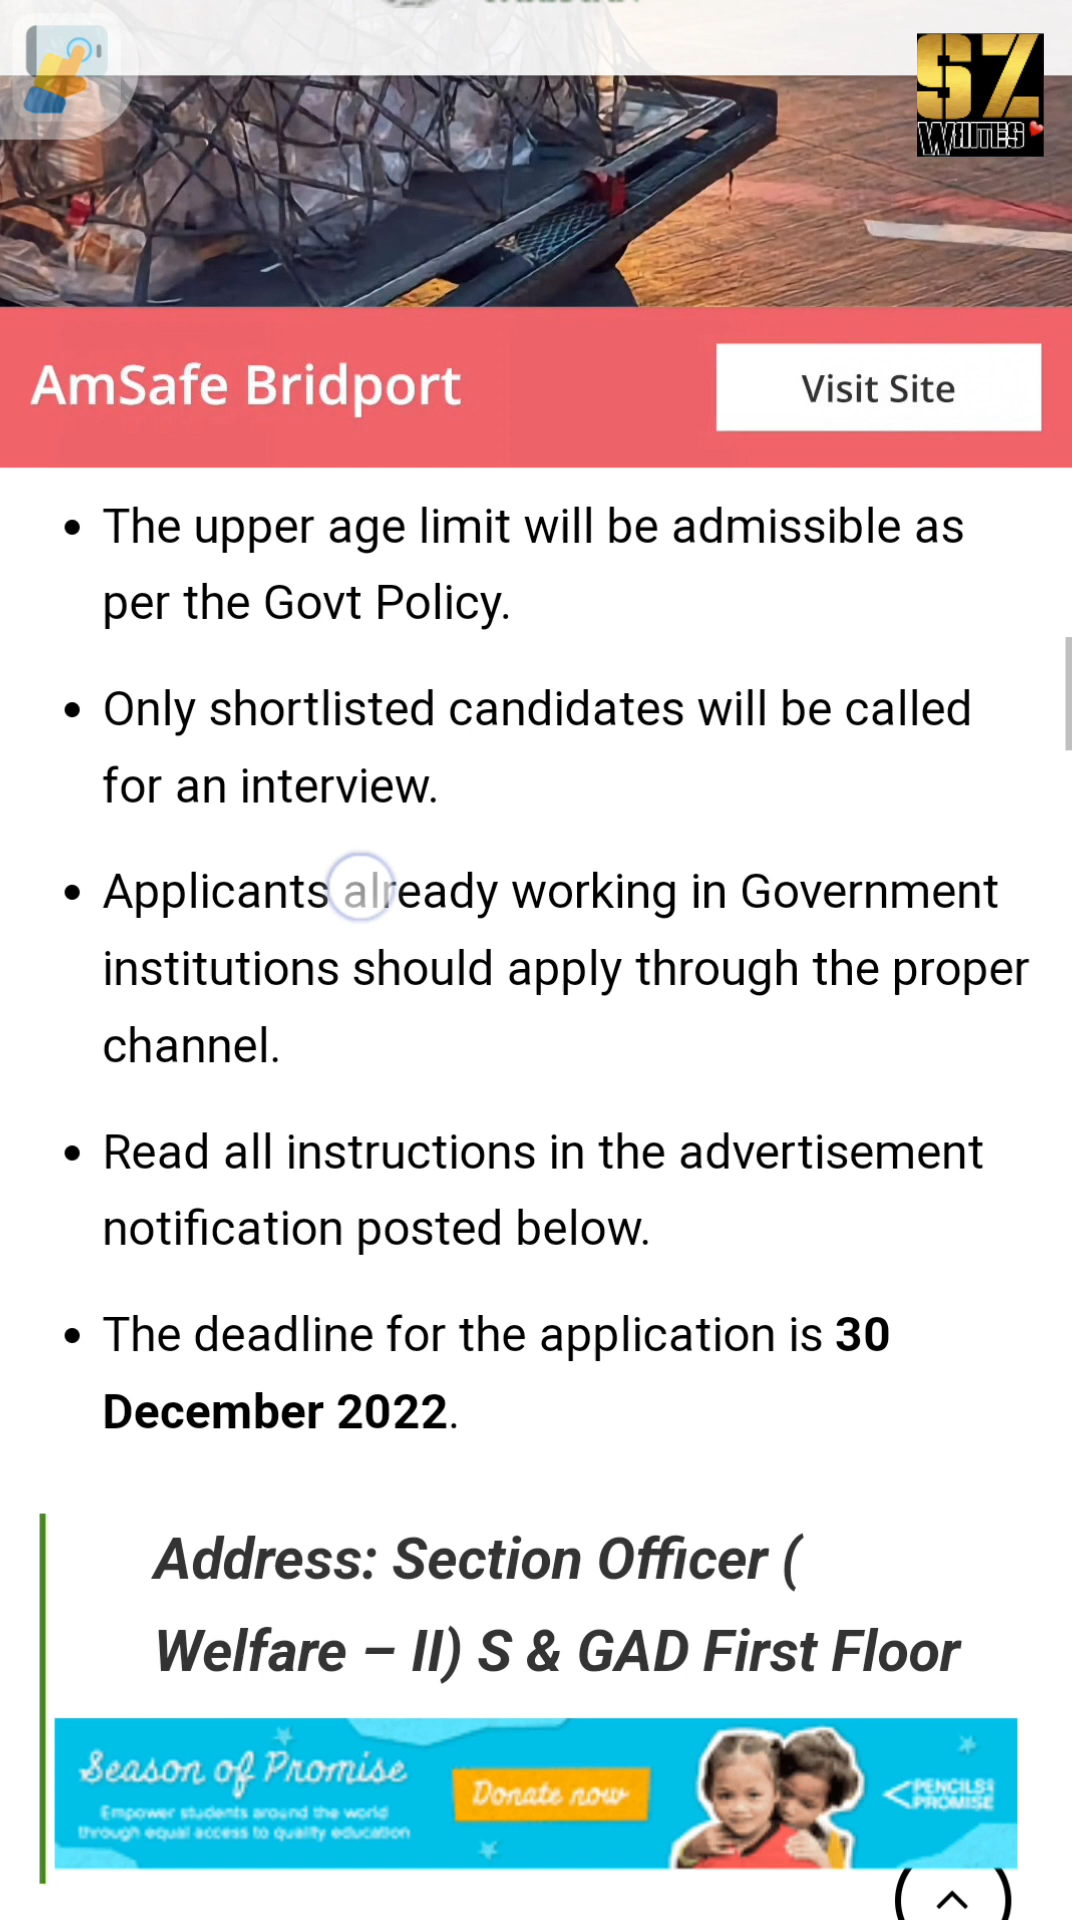 SZ
WRITES
AmSafe Bridport
Visit Site
• The upper age limit will be admissible as
per the Govt Policy.
• Only shortlisted candidates will be called
for an interview.
• Applicants already working in Government
institutions should apply through the proper
channel.
• Read all instructions in the advertisement
notification posted below.
• The deadline for the application is 30
December 2022.
Address: Section Officer (
Welfare – II) S & GAD First Floor
Season of Promise
Empower students around the world
through equal access to quality education
Donate now
PENCILS OF
PROMISE